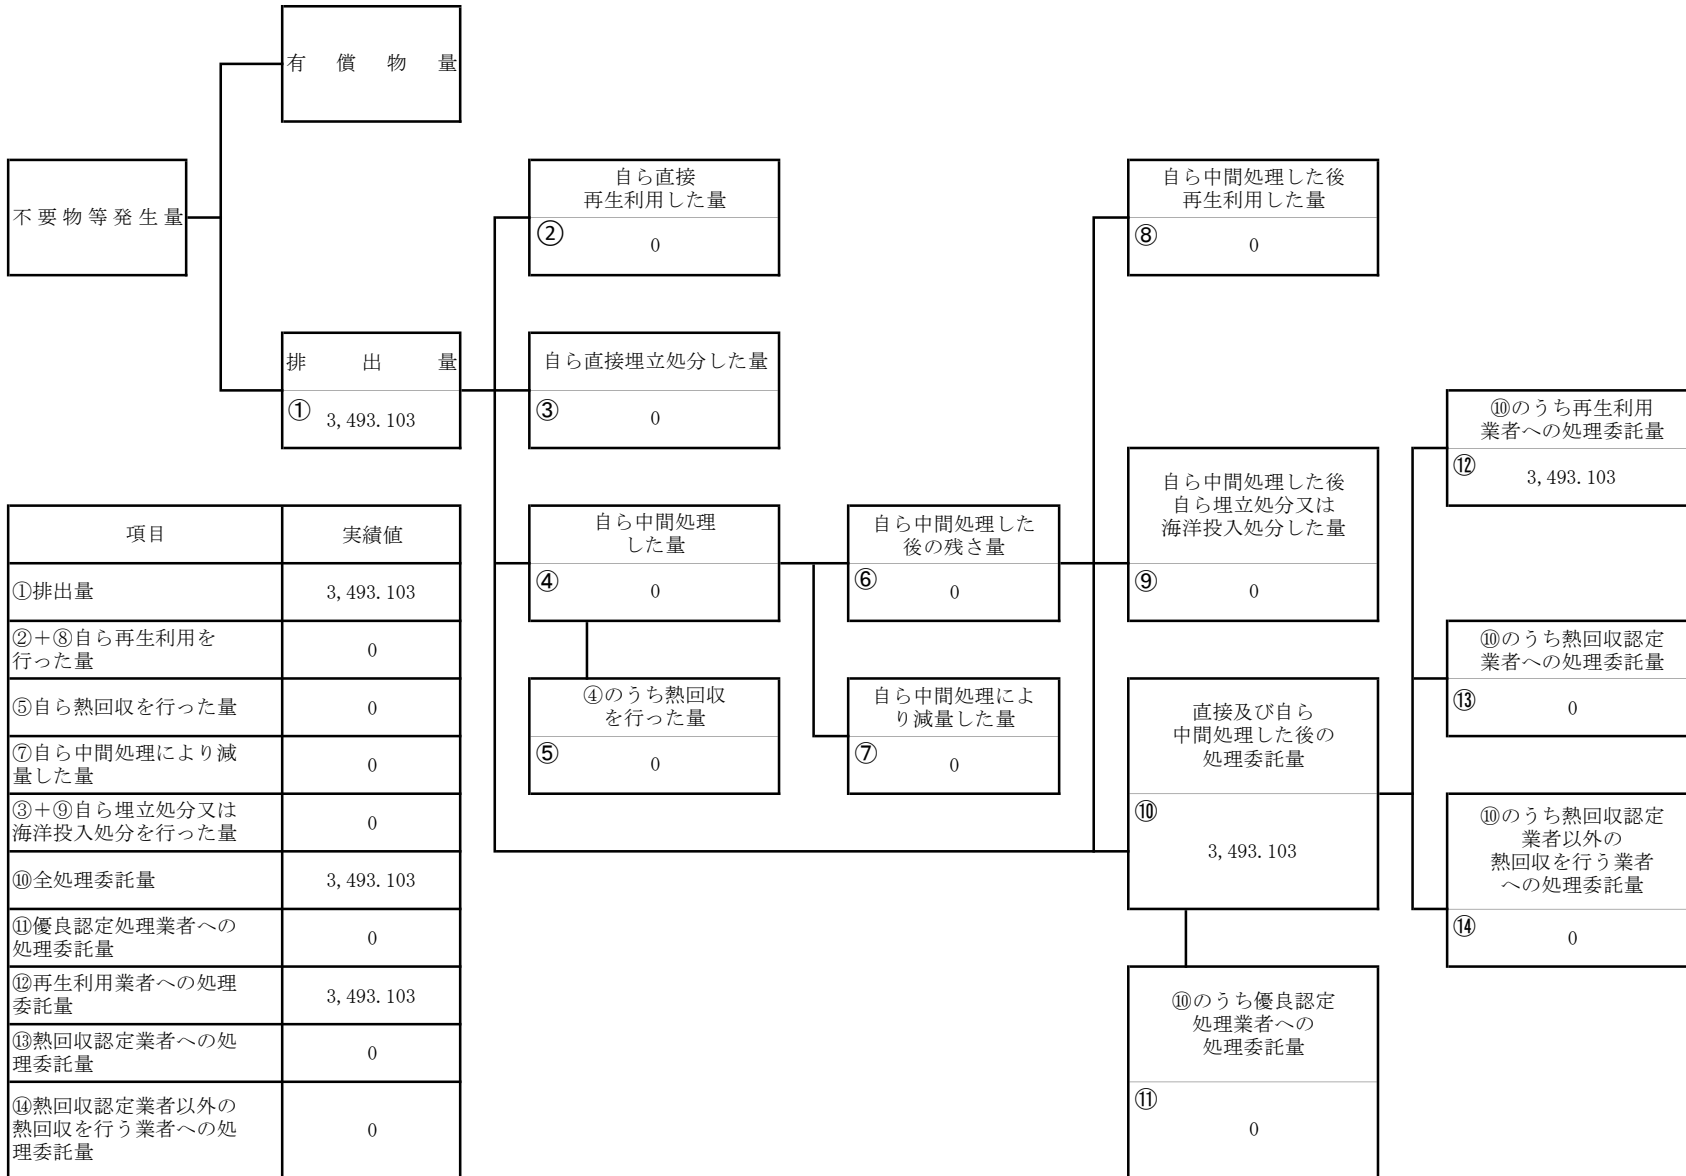 有償物量
不要物等発生量
排出量
① 3,493.103
自ら直接
再生利用した量
② 0
自ら直接埋立処分した量
③ 0
自ら中間処理
した量
④ 0
④のうち熱回収
を行った量
⑤ 0
自ら中間処理した
後の残さ量
⑥ 0
自ら中間処理によ
り減量した量
⑦ 0
自ら中間処理した後
再生利用した量
⑧ 0
自ら中間処理した後
自ら埋立処分又は
海洋投入処分した量
⑨ 0
直接及び自ら
中間処理した後の
処理委託量
⑩
3,493.103
⑩のうち優良認定
処理業者への
処理委託量
⑪
0
⑩のうち再生利用
業者への処理委託量
⑫ 3,493.103
⑩のうち熱回収認定
業者への処理委託量
⑬ 0
⑩のうち熱回収認定
業者以外の
熱回収を行う業者
への処理委託量
⑭ 0
項目 実績値
①排出量 3,493.103
②+⑧自ら再生利用を
行った量 0
⑤自ら熱回収を行った量 0
⑦自ら中間処理により減
量した量 0
③+⑨自ら埋立処分又は
海洋投入処分を行った量 0
⑩全処理委託量 3,493.103
⑪優良認定処理業者への
処理委託量 0
⑫再生利用業者への処理
委託量 3,493.103
⑬熱回収認定業者への処
理委託量 0
⑭熱回収認定業者以外の
熱回収を行う業者への処
理委託量 0